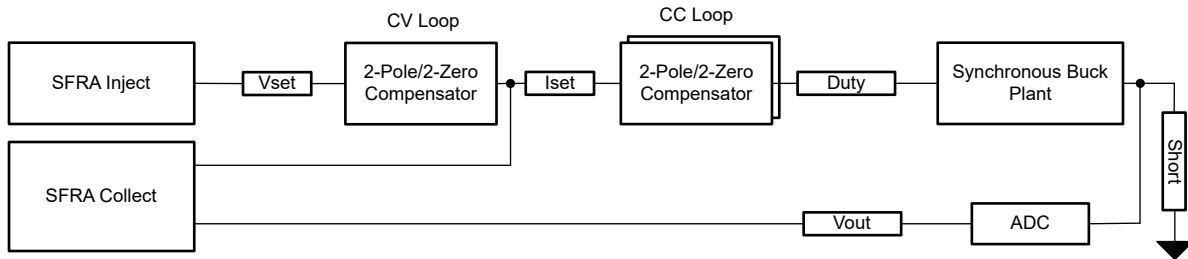 CV Loop
CC Loop
SFRA Inject
Vset
2-Pole/2-Zero
Compensator
Iset
2-Pole/2-Zero
Compensator
Duty
Synchronous Buck
Plant
Short
SFRA Collect
Vout
ADC